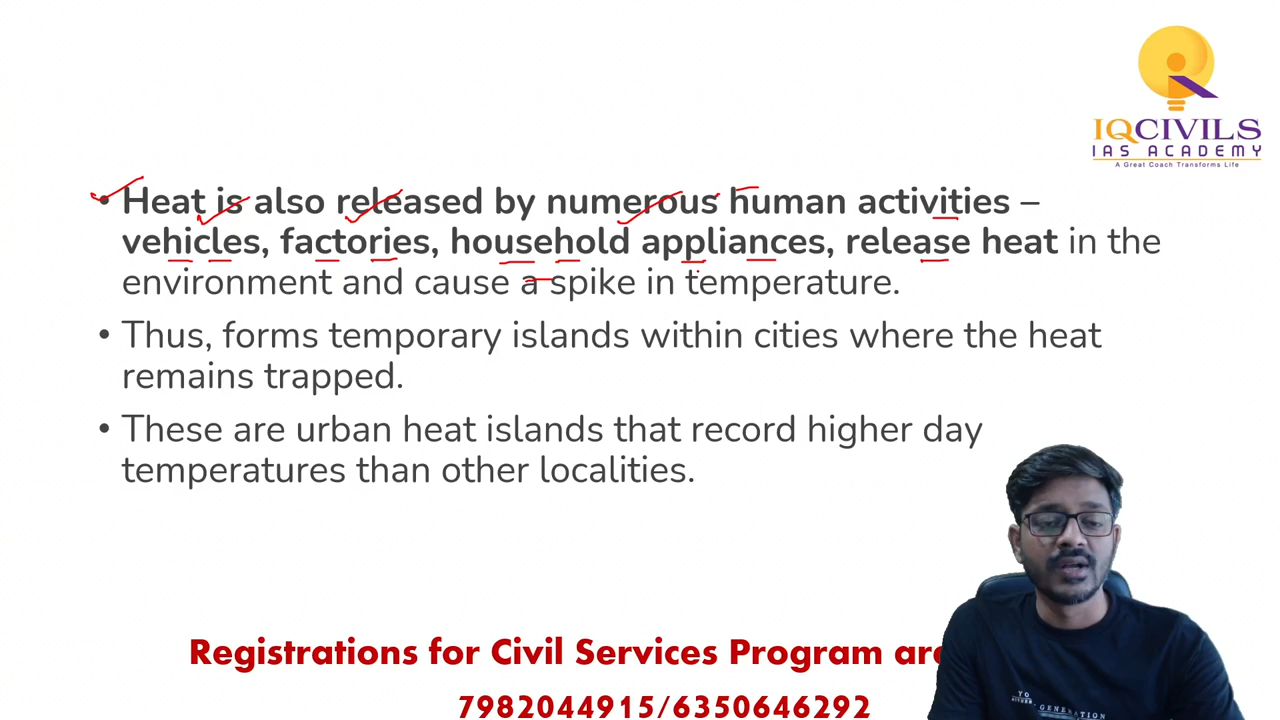 IQCIVILS
IAS ACADEMY
A Great Coach Transforms Life
• Heat is also released by numerous human activities –
vehicles, factories, household appliances, release heat in the
environment and cause a spike in temperature.
• Thus, forms temporary islands within cities where the heat
remains trapped.
• These are urban heat islands that record higher day
temperatures than other localities.
Registrations for Civil Services Program
7982044915/6350646292
YO
GENERATION